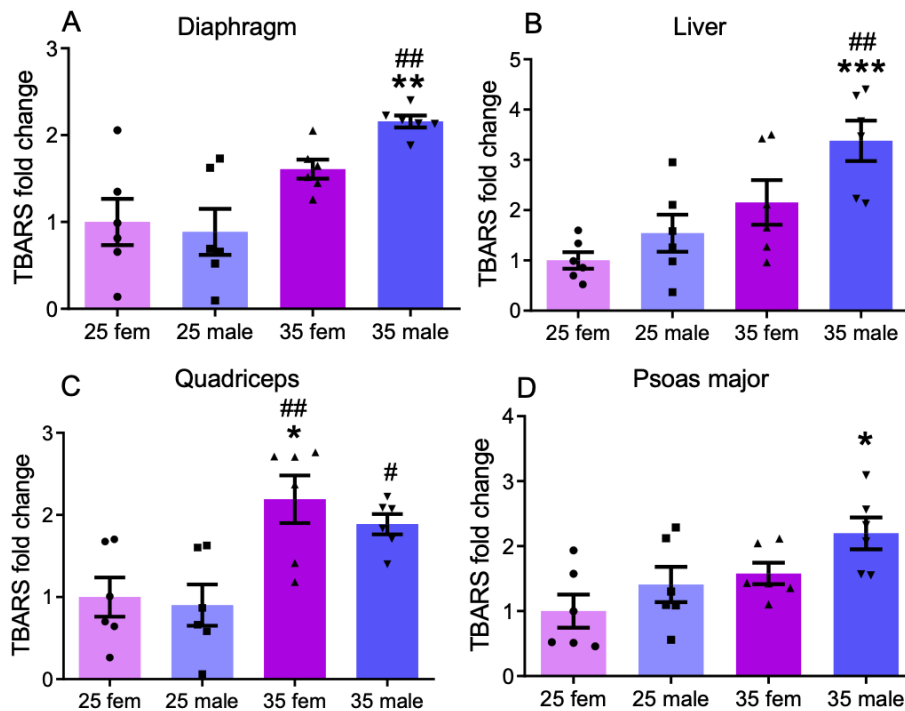 A
Diaphragm
TBARS fold change
3
2
1
0
##
**
25 fem 25 male 35 fem 35 male
B
Liver
TBARS fold change
5
4
3
2
1
0
##
***
25 fem 25 male 35 fem 35 male
C
Quadriceps
TBARS fold change
3
2
1
0
##
*
#
25 fem 25 male 35 fem 35 male
D
Psoas major
TBARS fold change
4
3
2
1
0
*
25 fem 25 male 35 fem 35 male